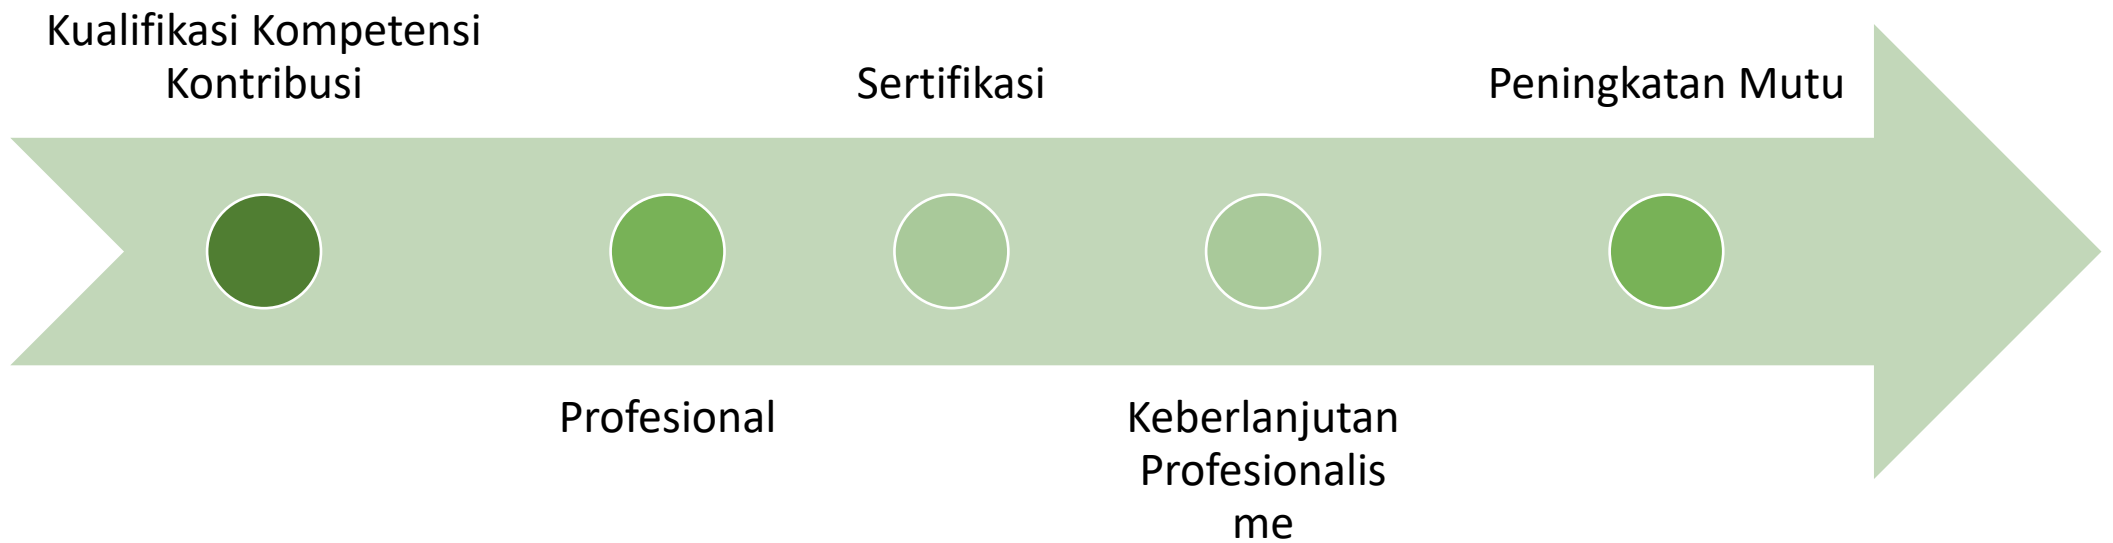 Kualifikasi Kompetensi
Kontribusi
Profesional
Sertifikasi
Keberlanjutan
Profesionalis
me
Peningkatan Mutu